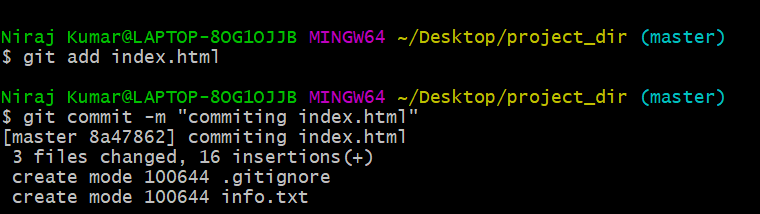 Niraj Kumar@LAPTOP-8OG1OJJB MINGW64 ~/Desktop/project_dir (master)
$ git add index.html
Niraj Kumar@LAPTOP-8OG1OJJB MINGW64 ~/Desktop/project_dir (master)
$ git commit -m "commiting index.html"
[master 8a47862] commiting index.html
 3 files changed, 16 insertions(+)
 create mode 100644 .gitignore
 create mode 100644 info.txt